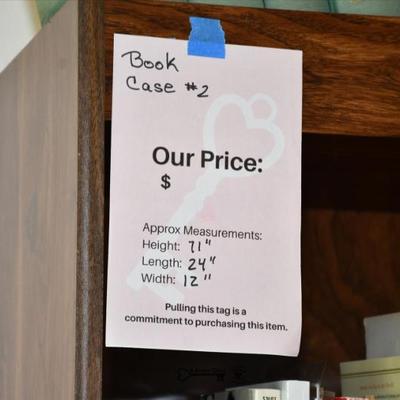 Book
Case #2
Our Price:
$
Approx Measurements:
Height: 71"
Length: 24"
Width: 12"
Pulling this tag is a
commitment to purchasing this item.